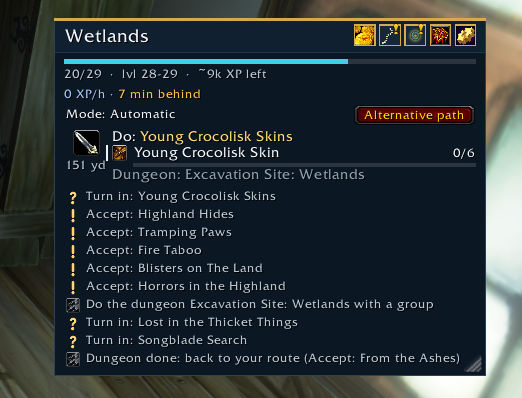 Wetlands
20/29 · lvl 28-29 · ~9k XP left
0 XP/h · 7 min behind
Mode: Automatic
Alternative path
Do: Young Crocolisk Skins
Young Crocolisk Skin 0/6
151 yd
Dungeon: Excavation Site: Wetlands
? Turn in: Young Crocolisk Skins
! Accept: Highland Hides
! Accept: Tramping Paws
! Accept: Fire Taboo
! Accept: Blisters on The Land
! Accept: Horrors in the Highland
Do the dungeon Excavation Site: Wetlands with a group
? Turn in: Lost in the Thicket Things
? Turn in: Songblade Search
Dungeon done: back to your route (Accept: From the Ashes)